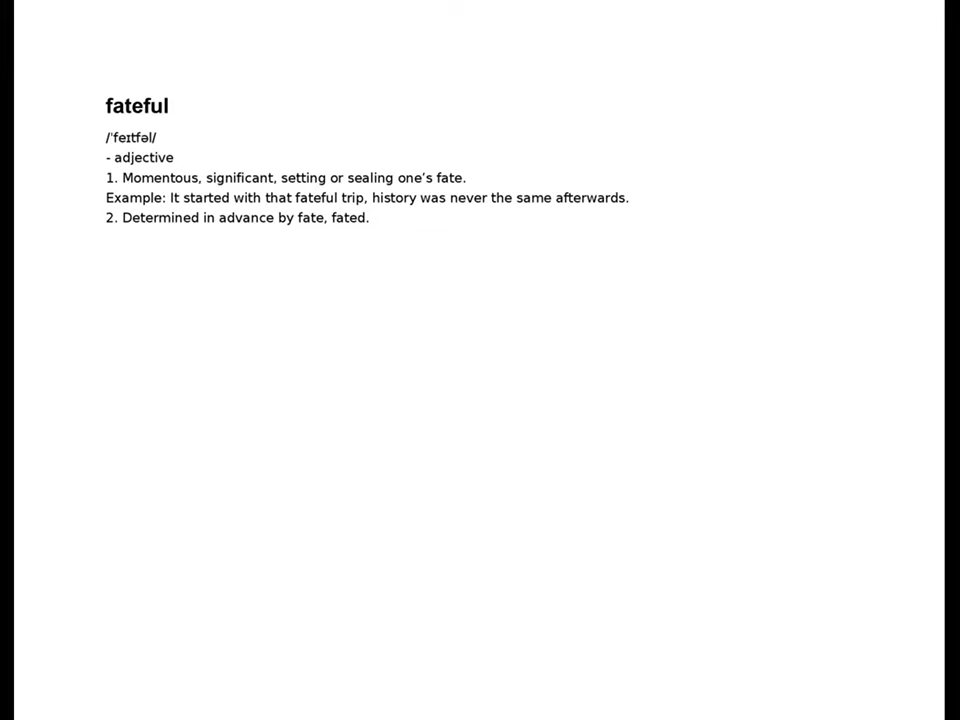 fateful
/ˈfeɪtfəl/
- adjective
1. Momentous, significant, setting or sealing one’s fate.
Example: It started with that fateful trip, history was never the same afterwards.
2. Determined in advance by fate, fated.